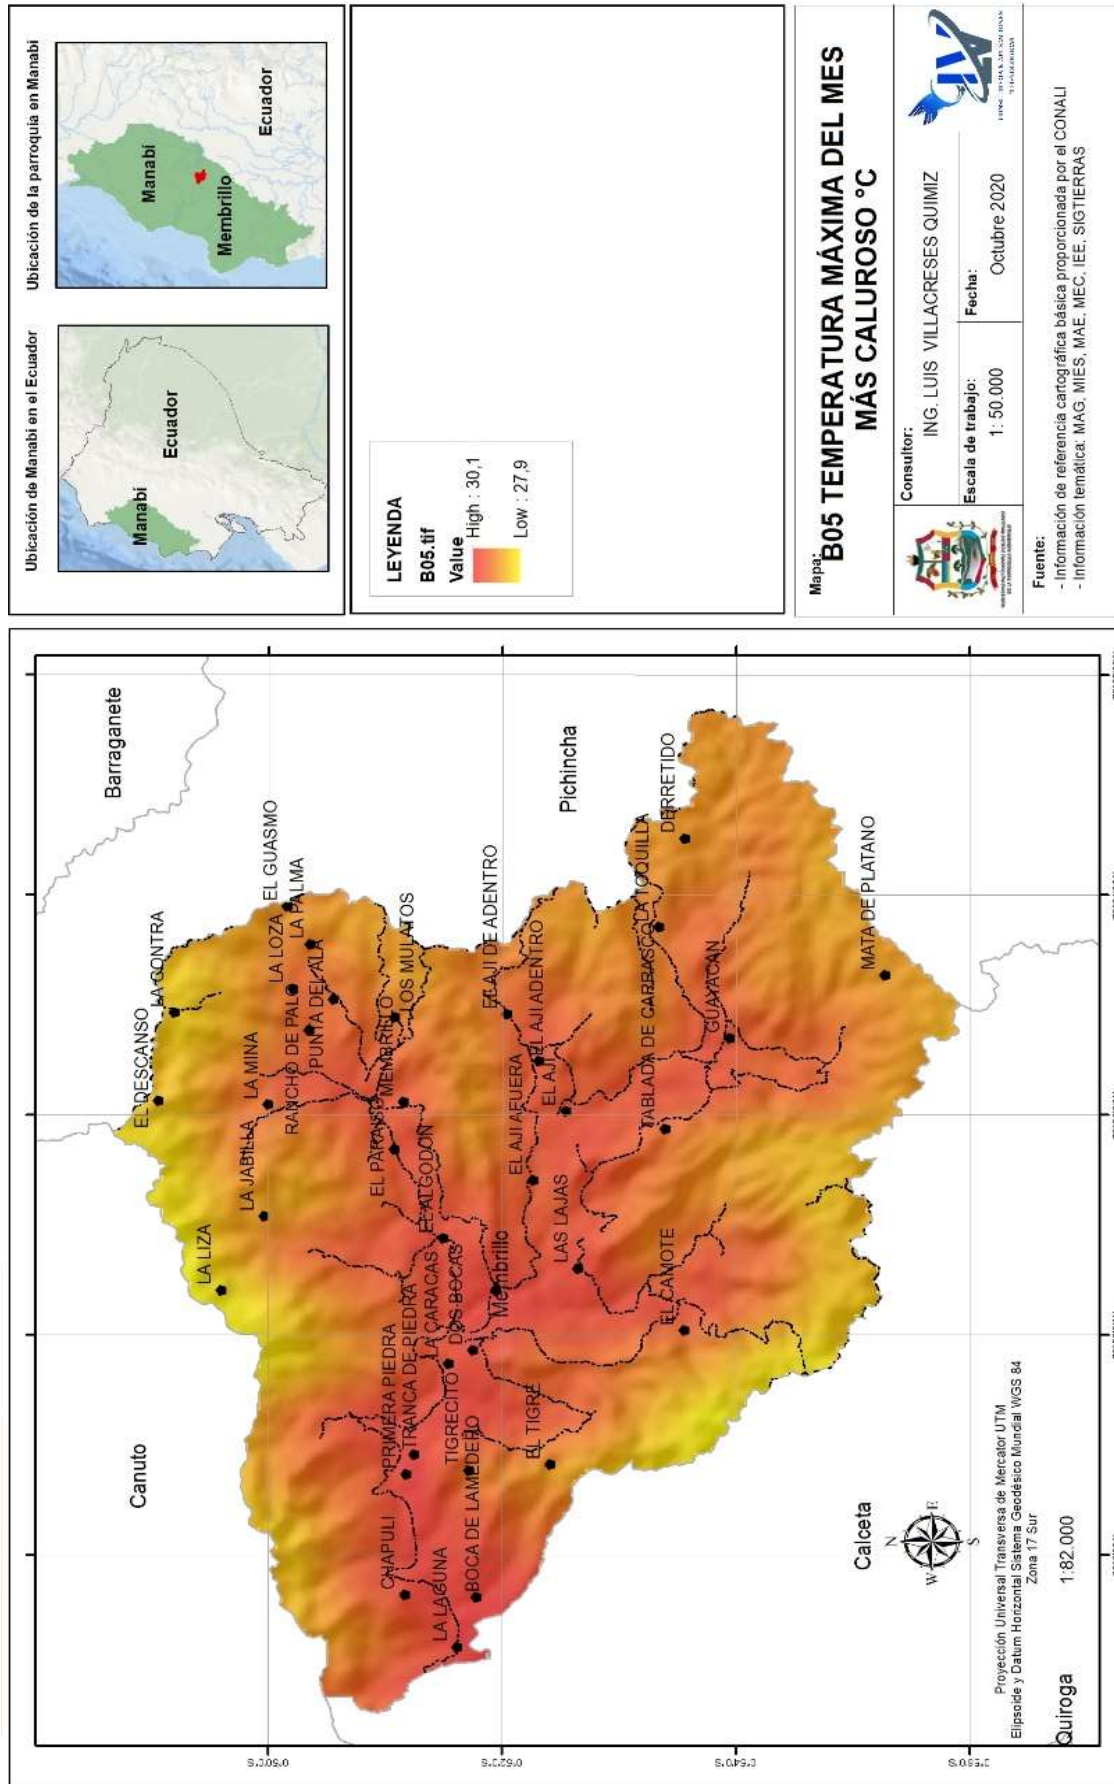 Barraganete
Canuto
Pichincha
Calceta
Quiroga
EL DESCANSO
LA CONTRA
LA LIZA
LA JABILLA
LA MINA
RANCHO DE PALO
LA LOZA
EL GUASMO
LA PALMA
PUNTA DEL ALA
LOS MULATOS
MEMBRILLO
EL PARAISO
EL ALGODON
EL AJI DE ADENTRO
EL AJI ADENTRO
EL AJI
EL AJI AFUERA
LAS LAJAS
Membrillo
DOS BOCAS
LA CARACAS
TRANCA DE PIEDRA
PRIMERA PIEDRA
TIGRECITO
BOCA DE LAMEDERO
CHAPULI
LA LAGUNA
EL TIGRE
EL CAMOTE
TABLADA DE CARRASCO
LA TOQUILLA
DERRETIDO
GUAYACAN
MATA DE PLATANO
N
W
E
S
Proyección Universal Transversa de Mercator UTM
Elipsoide y Datum Horizontal Sistema Geodésico Mundial WGS 84
Zona 17 Sur
1:82.000
Ubicación de Manabi en el Ecuador
Manabí
Ecuador
Ubicación de la parroquia en Manabi
Manabí
Membrillo
Ecuador
LEYENDA
B05.tif
Value
High : 30,1
Low : 27,9
Mapa:
B05 TEMPERATURA MÁXIMA DEL MES
MÁS CALUROSO °C
Consultor:
ING. LUIS VILLACRESES QUIMIZ
Escala de trabajo:
1: 50.000
Fecha:
Octubre 2020
Fuente:
- Información de referencia cartográfica básica proporcionada por el CONALI
- Información temática: MAG, MIES, MAE, MEC, IEE, SIGTIERRAS